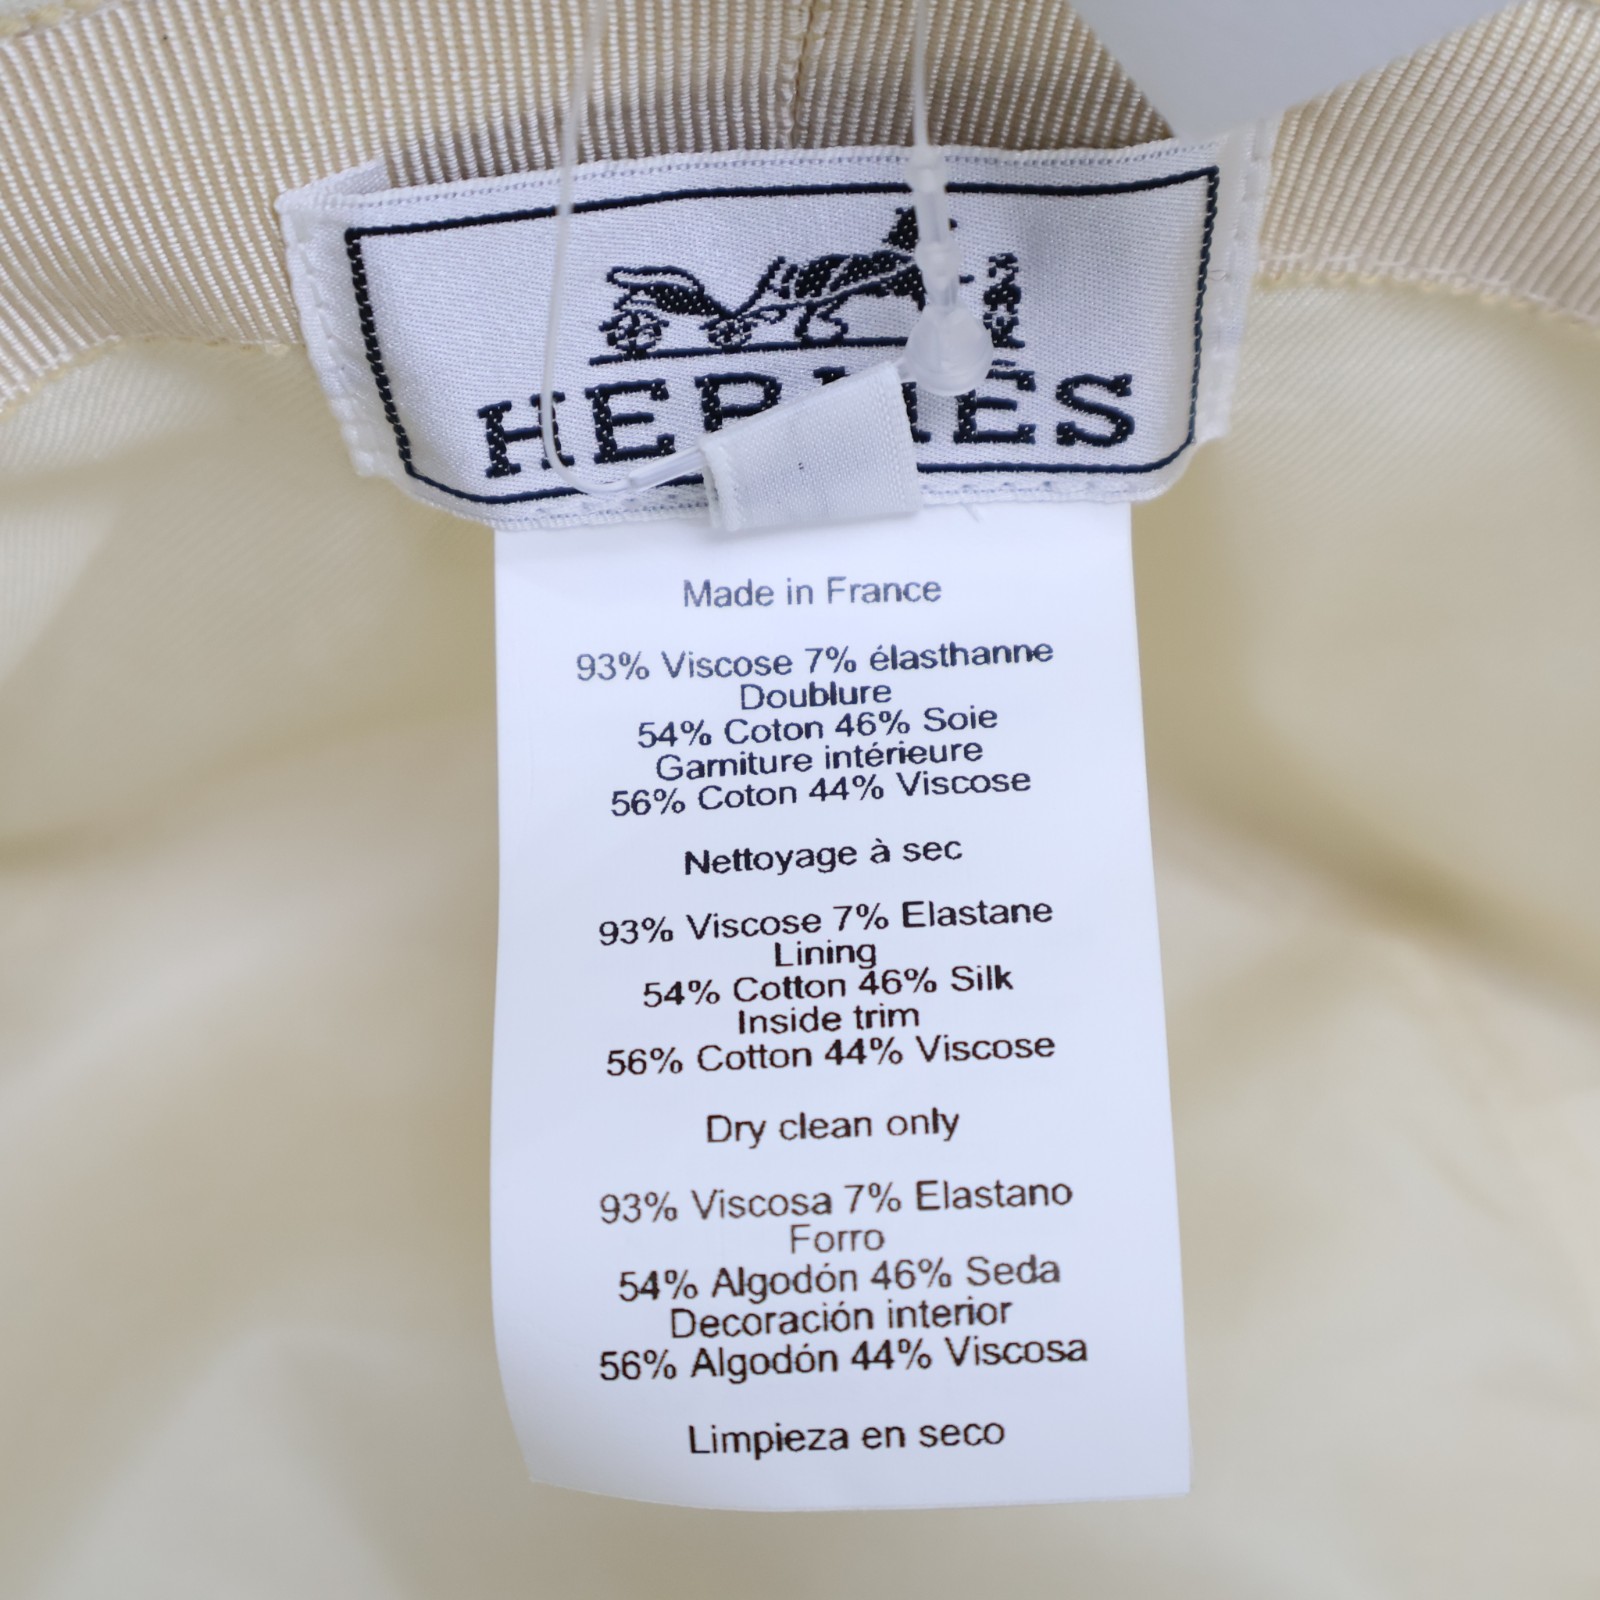 HERMÈS
Made in France
93% Viscose 7% élasthanne
Doublure
54% Coton 46% Soie
Garniture intérieure
56% Coton 44% Viscose
Nettoyage à sec
93% Viscose 7% Elastane
Lining
54% Cotton 46% Silk
Inside trim
56% Cotton 44% Viscose
Dry clean only
93% Viscosa 7% Elastano
Forro
54% Algodón 46% Seda
Decoración interior
56% Algodón 44% Viscosa
Limpieza en seco